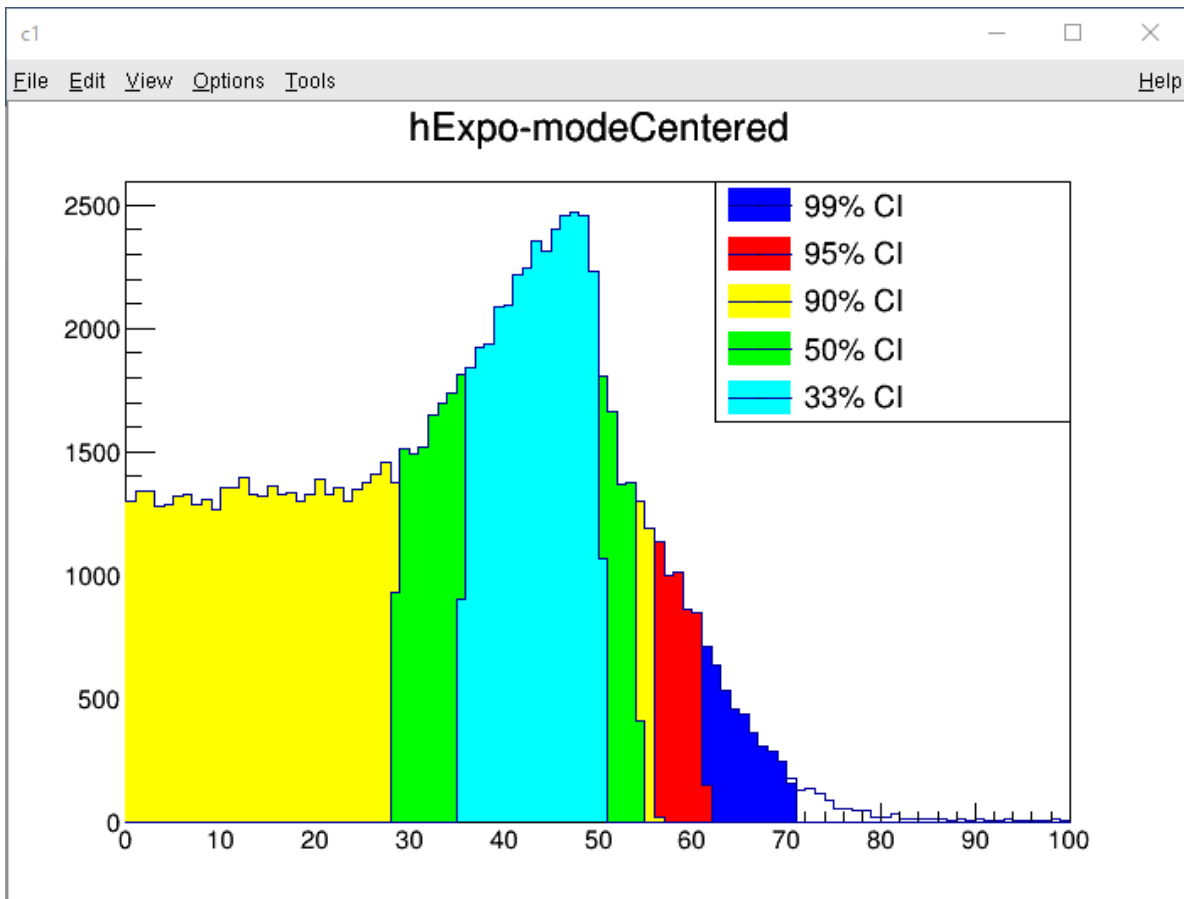 c1
File Edit View Options Tools Help
hExpo-modeCentered
2500
2000
1500
1000
500
0
99% CI
95% CI
90% CI
50% CI
33% CI
0 10 20 30 40 50 60 70 80 90 100